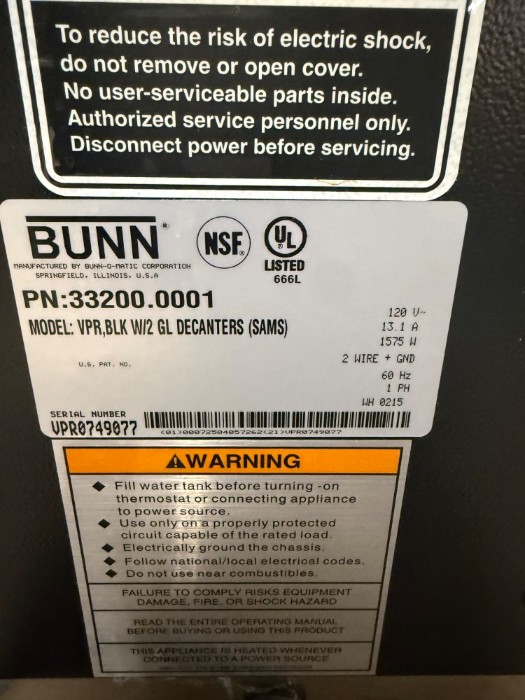 To reduce the risk of electric shock,
do not remove or open cover.
No user-serviceable parts inside.
Authorized service personnel only.
Disconnect power before servicing.
BUNN®
MANUFACTURED BY BUNN-O-MATIC CORPORATION
SPRINGFIELD, ILLINOIS, U.S.A
NSF®
UL
LISTED
666L
PN:33200.0001
MODEL: VPR,BLK W/2 GL DECANTERS (SAMS)
U.S. PAT. NO.
120 V~
13.1 A
1575 W
2 WIRE + GND
60 Hz
1 PH
WH 0215
SERIAL NUMBER
VPR0749077
(01)00072504057262(21)VPR0749077
WARNING
◆ Fill water tank before turning -on
thermostat or connecting appliance
to power source.
◆ Use only on a properly protected
circuit capable of the rated load.
◆ Electrically ground the chassis.
◆ Follow national/local electrical codes.
◆ Do not use near combustibles.
FAILURE TO COMPLY RISKS EQUIPMENT
DAMAGE, FIRE, OR SHOCK HAZARD
READ THE ENTIRE OPERATING MANUAL
BEFORE BUYING OR USING THIS PRODUCT
THIS APPLIANCE IS HEATED WHENEVER
CONNECTED TO A POWER SOURCE